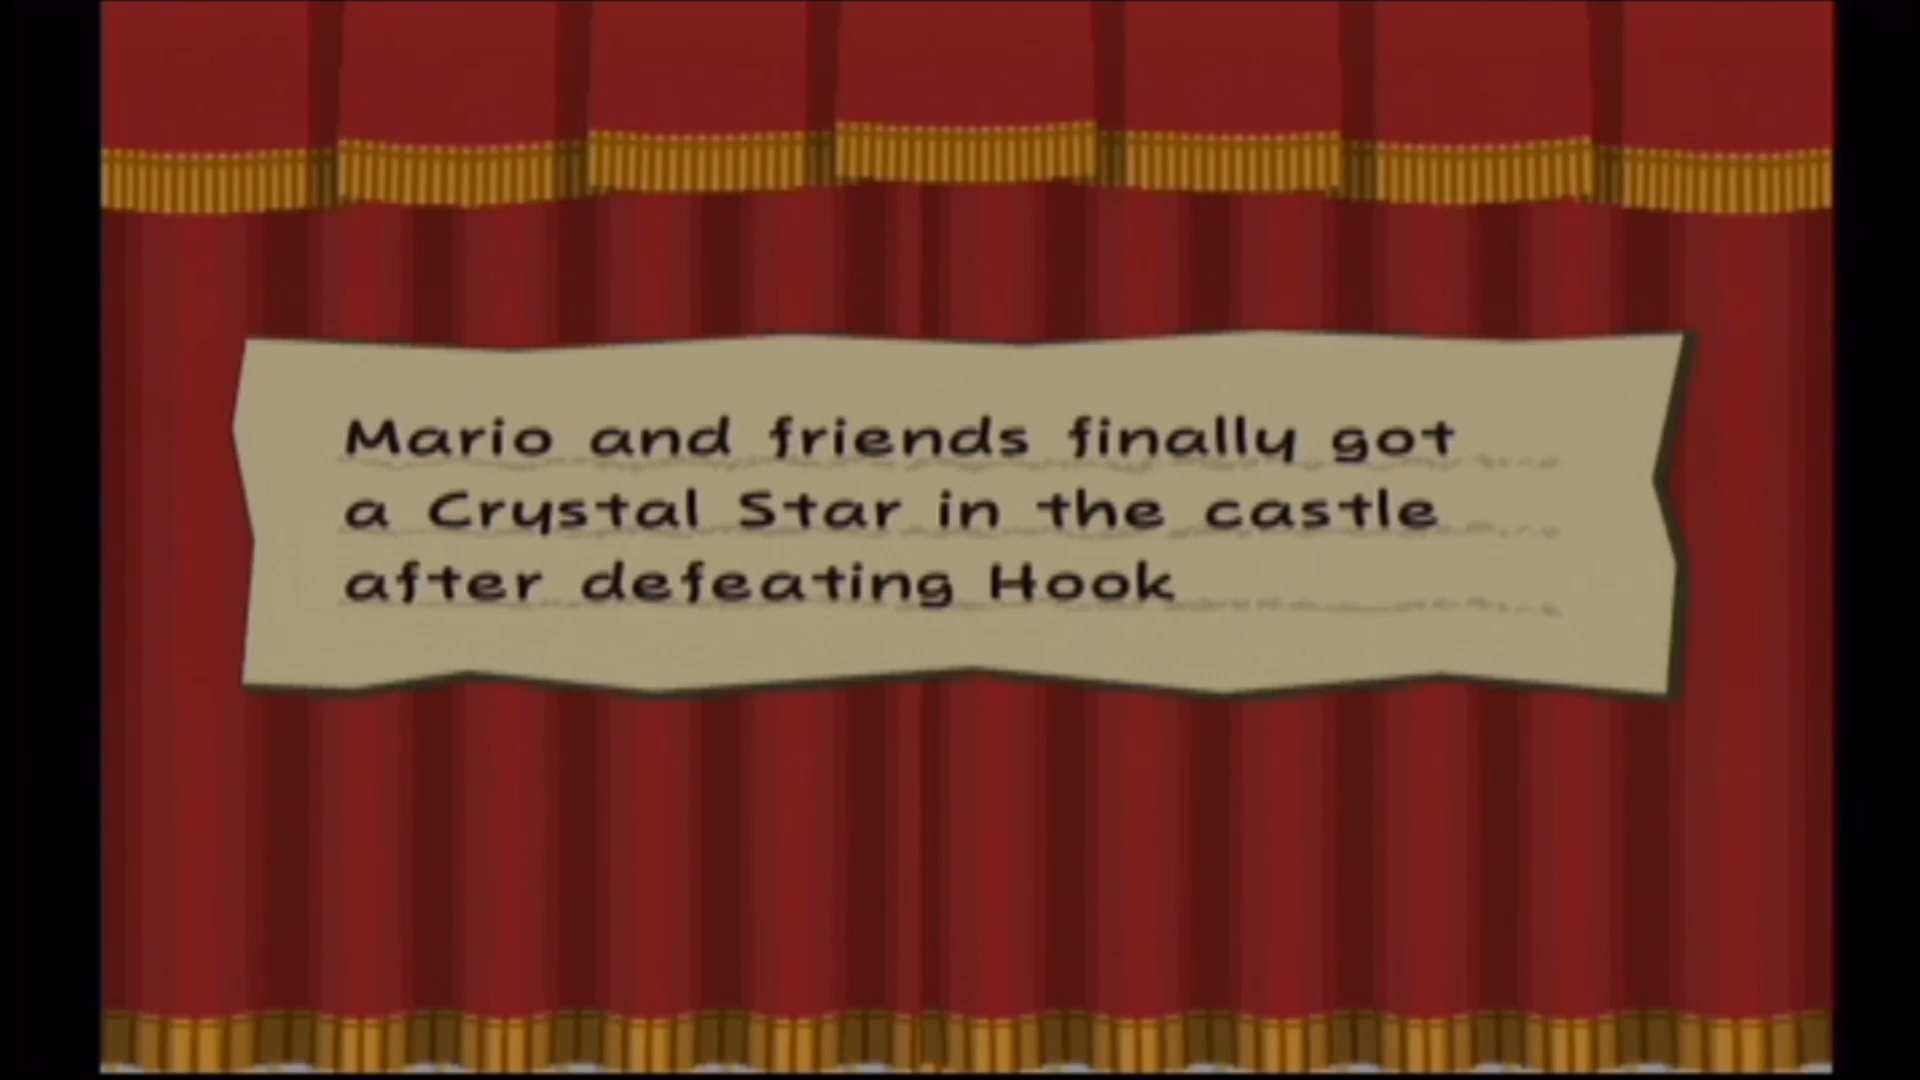 Mario and friends finally got
a Crystal Star in the castle
after defeating Hook